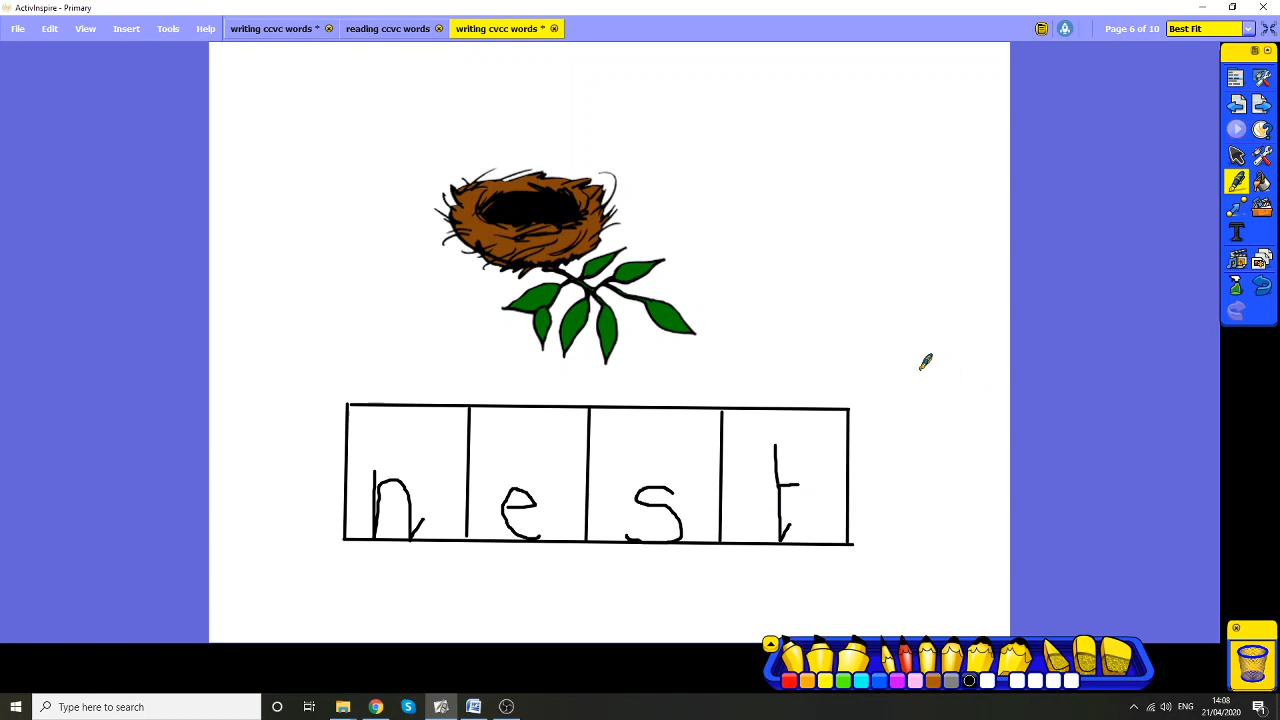 ActivInspire - Primary
File Edit View Insert Tools Help writing ccvc words * reading ccvc words writing cvcc words * Page 6 of 10 Best Fit
T
n e s t
Type here to search
ENG
14:08
21/04/2020